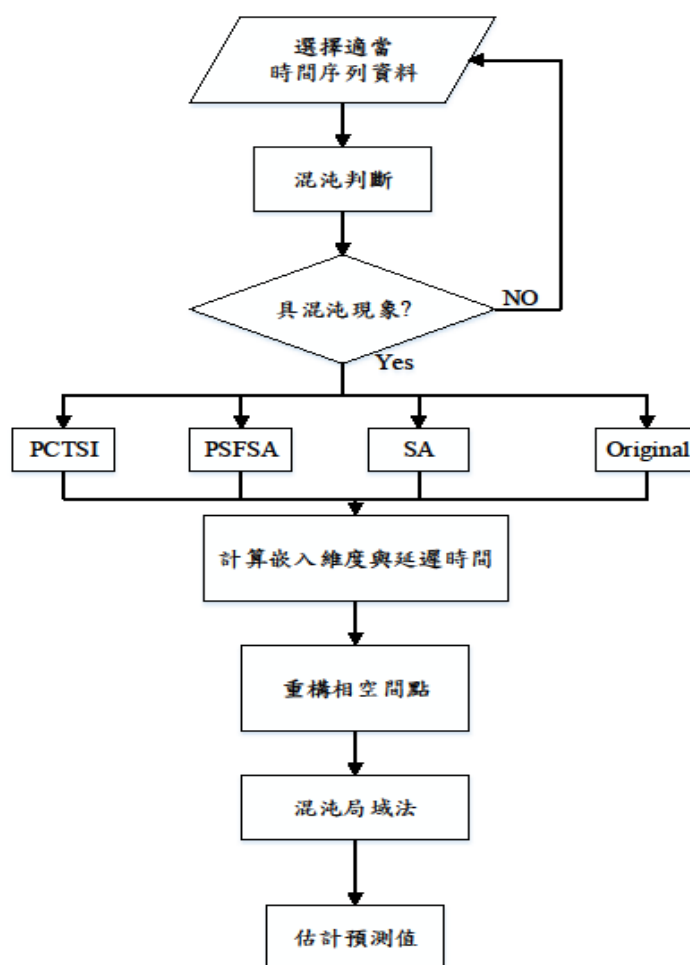 選擇適當
時間序列資料
混沌判斷
具混沌現象?
NO
Yes
PCTSI
PSFSA
SA
Original
計算嵌入維度與延遲時間
重構相空間點
混沌局域法
估計預測值